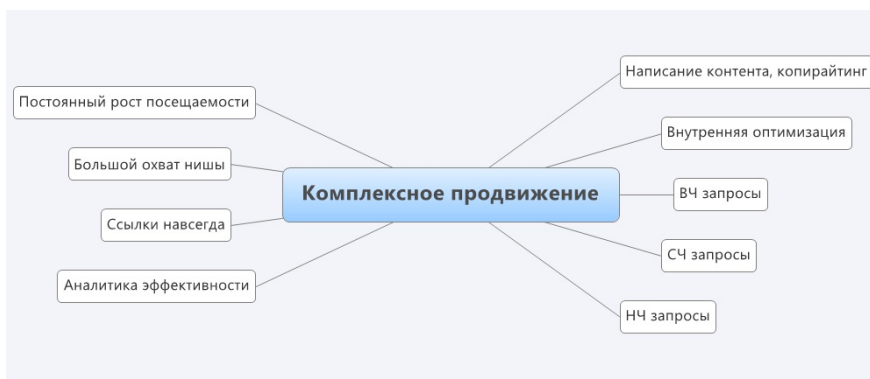 Написание контента, копирайтинг
Постоянный рост посещаемости
Внутренняя оптимизация
Большой охват нишы
Комплексное продвижение
ВЧ запросы
Ссылки навсегда
СЧ запросы
Аналитика эффективности
НЧ запросы